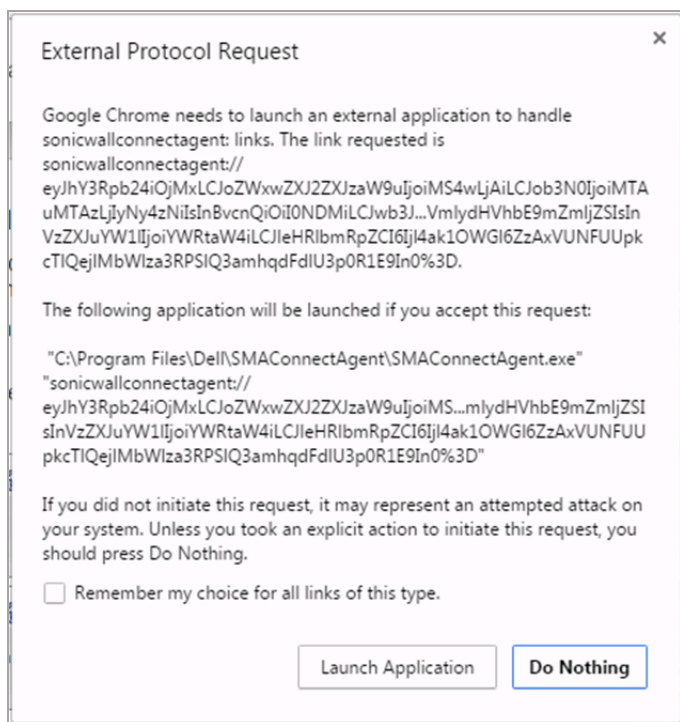 External Protocol Request
Google Chrome needs to launch an external application to handle
sonicwallconnectagent: links. The link requested is
sonicwallconnectagent://
eyJhY3Rpb24iOjMxLCJoZWxwZXJ2ZXJzaW9uIjoiMS4wLjAiLCJob3N0IjoiMTA
uMTAzLjIyNy4zNiIsInBvcnQiOiI0NDMiLCJwb3J...VmlydHVhbE9mZmljZSIsIn
VzZXJuYW1lIjoiYWRtaW4iLCJleHRlbmRpZCI6Ijl4ak1OWGl6ZzAxVUNFUUpk
cTlQejlMbWlza3RPSlQ3amhqdFdlU3p0R1E9In0%3D.
The following application will be launched if you accept this request:
"C:\Program Files\Dell\SMAConnectAgent\SMAConnectAgent.exe"
"sonicwallconnectagent://
eyJhY3Rpb24iOjMxLCJoZWxwZXJ2ZXJzaW9uIjoiMS...mlydHVhbE9mZmljZSI
sInVzZXJuYW1lIjoiYWRtaW4iLCJleHRlbmRpZCI6Ijl4ak1OWGl6ZzAxVUNFUU
pkcTlQejlMbWlza3RPSlQ3amhqdFdlU3p0R1E9In0%3D"
If you did not initiate this request, it may represent an attempted attack on
your system. Unless you took an explicit action to initiate this request, you
should press Do Nothing.
Remember my choice for all links of this type.
Launch Application
Do Nothing